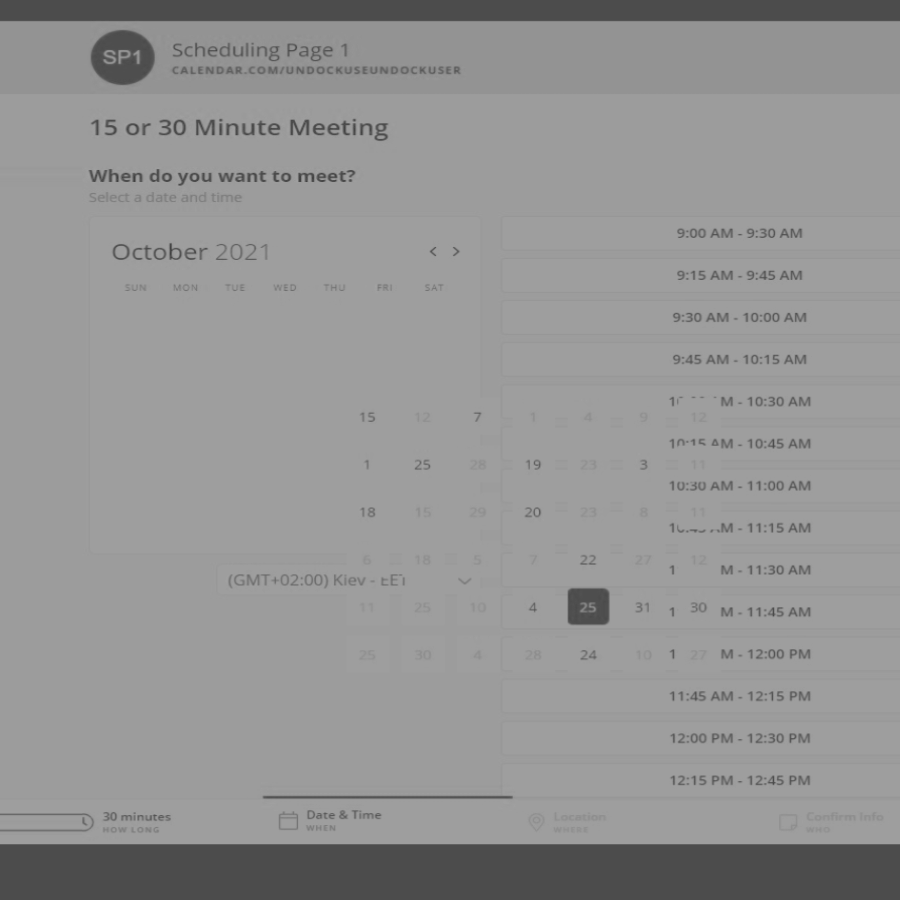 SP1
Scheduling Page 1
CALENDAR.COM/UNDOCKUSEUNDOCKUSER
15 or 30 Minute Meeting
When do you want to meet?
Select a date and time
October 2021
< >
SUN MON TUE WED THU FRI SAT
15 12 7 1 4 9 12
1 25 28 19 23 3 11
18 15 29 20 23 8 11
6 18 5 7 22 27 12
11 25 10 4 25 31 30
25 30 4 28 24 10 27
(GMT+02:00) Kiev - EET
9:00 AM - 9:30 AM
9:15 AM - 9:45 AM
9:30 AM - 10:00 AM
9:45 AM - 10:15 AM
M - 10:30 AM
10:15 AM - 10:45 AM
10:30 AM - 11:00 AM
M - 11:15 AM
1 M - 11:30 AM
1 M - 11:45 AM
1 M - 12:00 PM
11:45 AM - 12:15 PM
12:00 PM - 12:30 PM
12:15 PM - 12:45 PM
30 minutes
HOW LONG
Date & Time
WHEN
Location
WHERE
Confirm Info
WHO